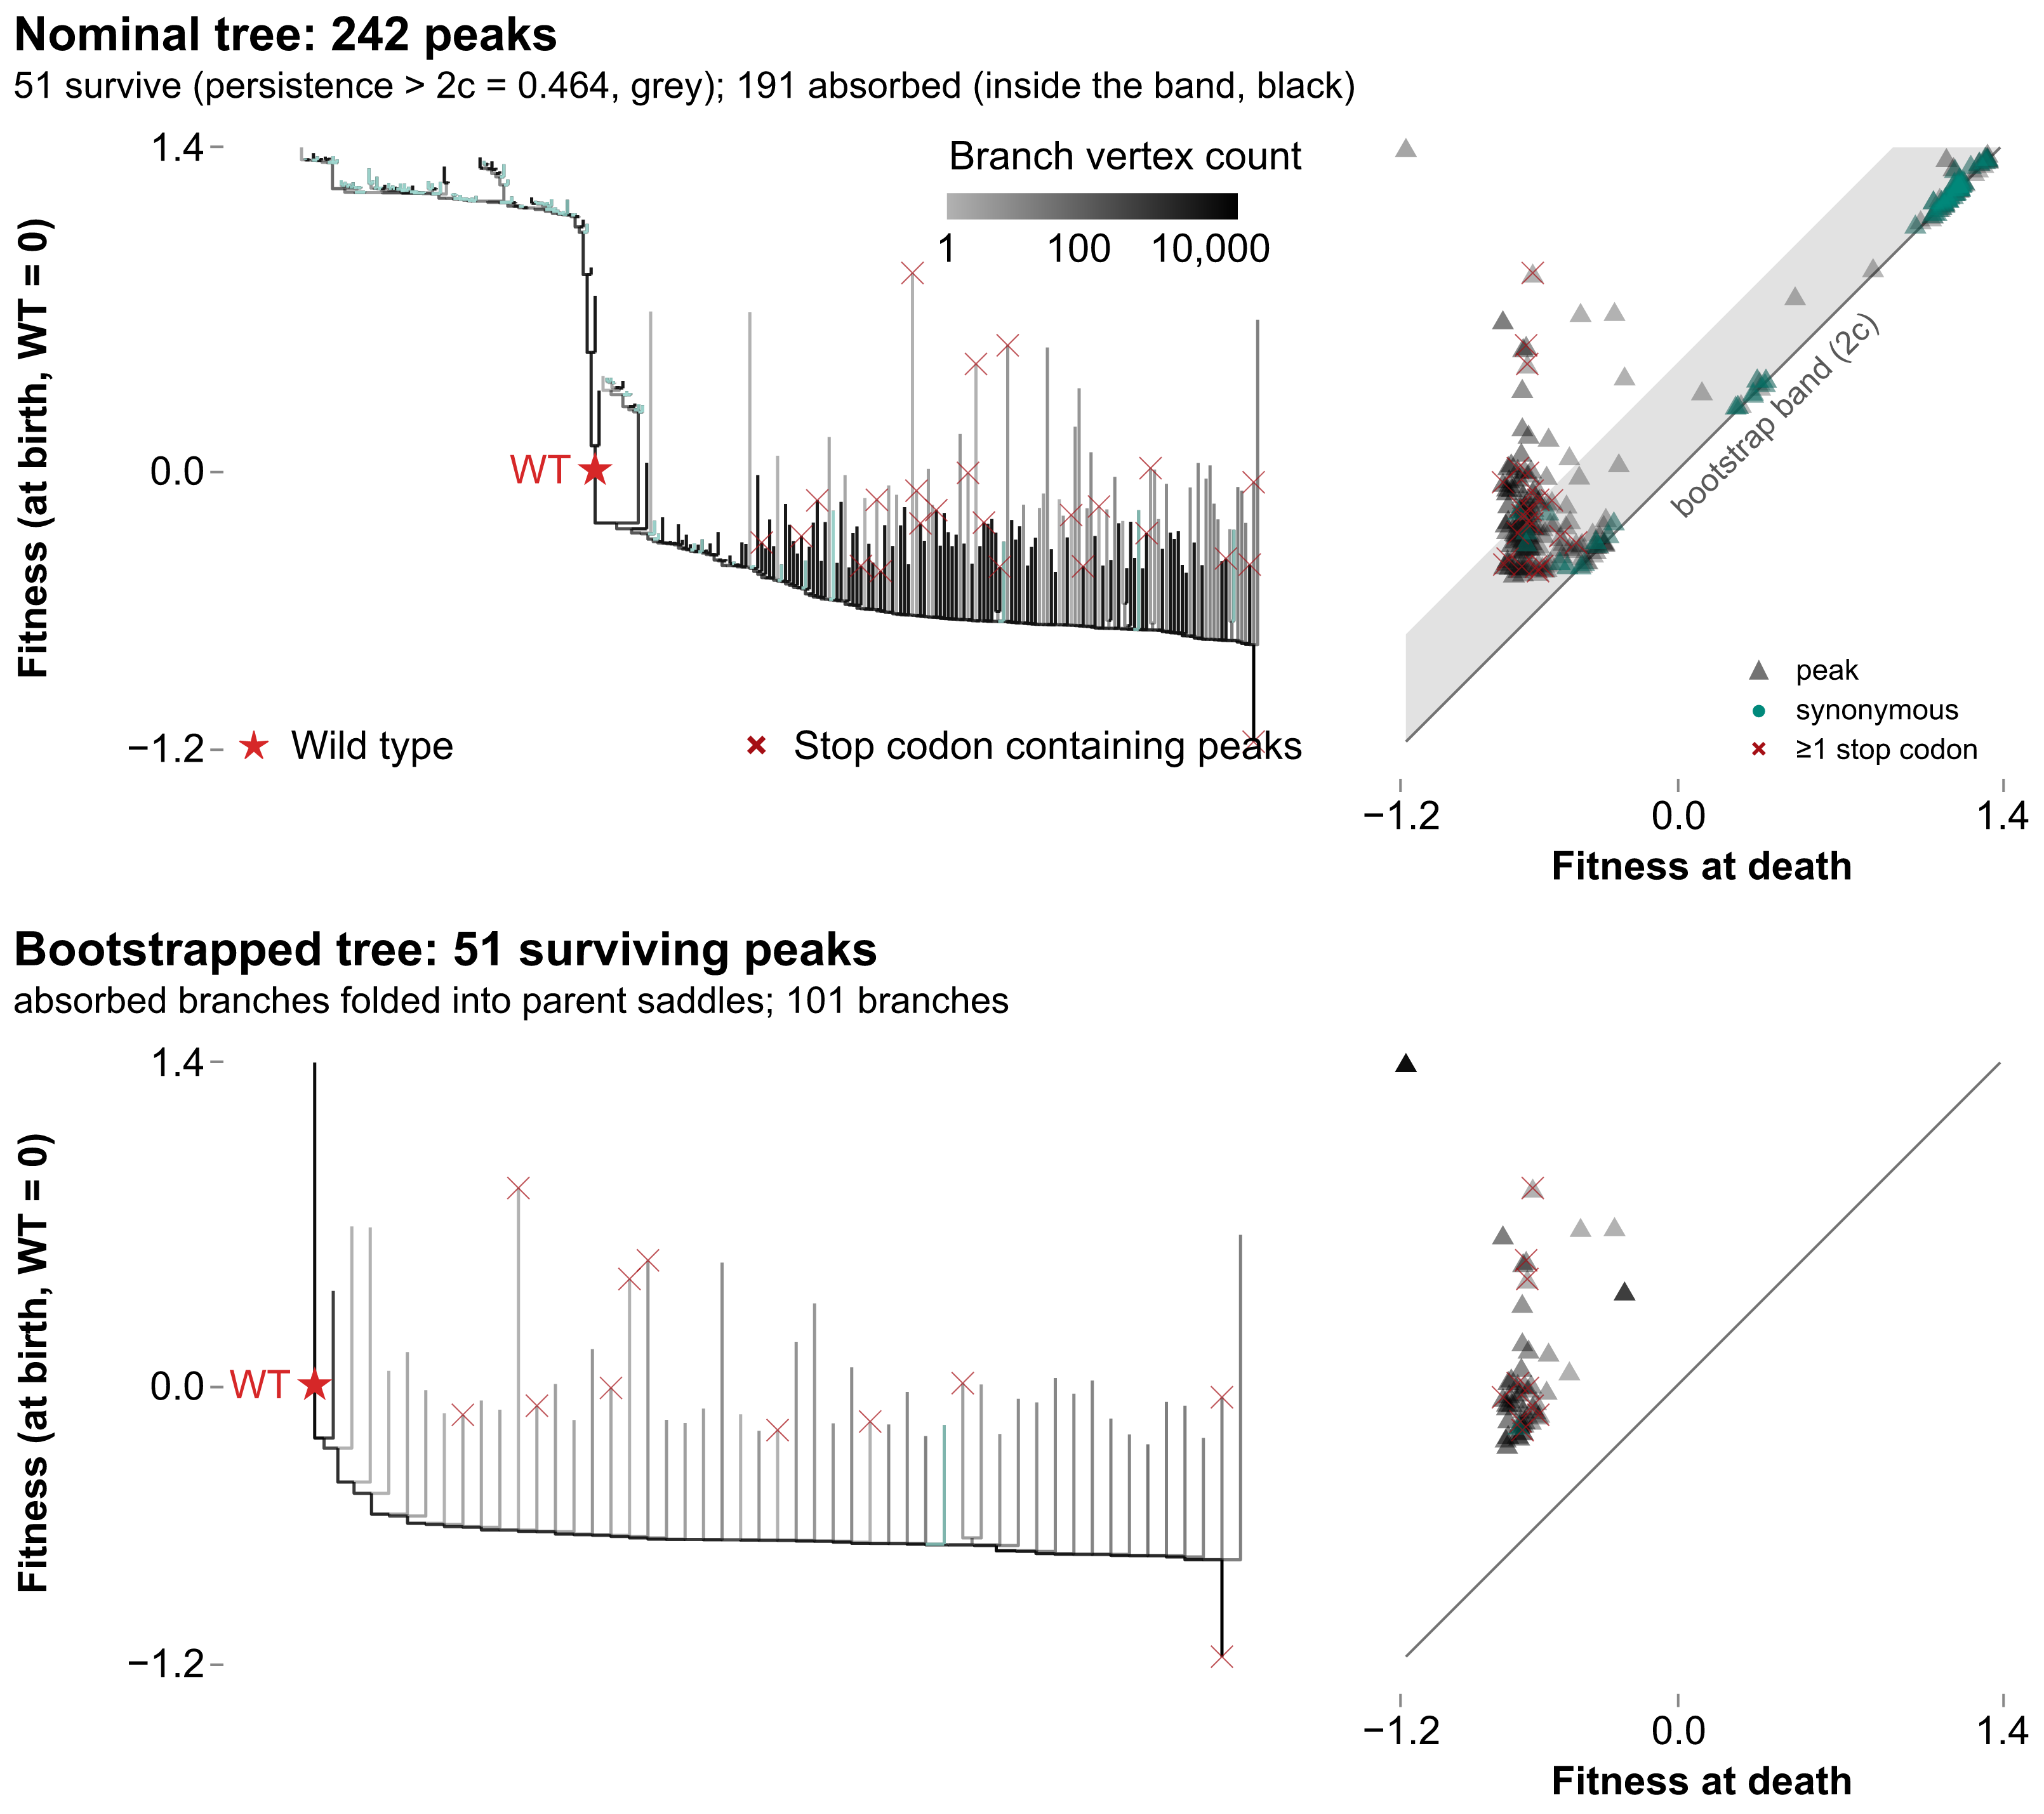 Nominal tree: 242 peaks
51 survive (persistence > 2c = 0.464, grey); 191 absorbed (inside the band, black)
Fitness (at birth, WT = 0)
1.4
0.0
−1.2
Branch vertex count
1 100 10,000
WT
Wild type
Stop codon containing peaks
bootstrap band (2c)
peak
synonymous
≥1 stop codon
−1.2 0.0 1.4
Fitness at death
Bootstrapped tree: 51 surviving peaks
absorbed branches folded into parent saddles; 101 branches
Fitness (at birth, WT = 0)
1.4
0.0
−1.2
WT
−1.2 0.0 1.4
Fitness at death